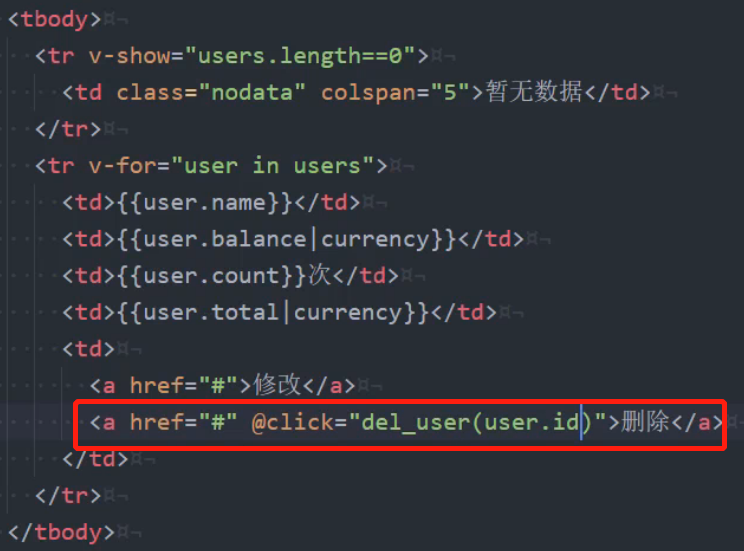 <tbody>
<tr v-show="users.length==0">
<td class="nodata" colspan="5">暂无数据</td>
</tr>
<tr v-for="user in users">
<td>{{user.name}}</td>
<td>{{user.balance|currency}}</td>
<td>{{user.count}}次</td>
<td>{{user.total|currency}}</td>
<td>
<a href="#">修改</a>
<a href="#" @click="del_user(user.id)">删除</a>
</td>
</tr>
</tbody>